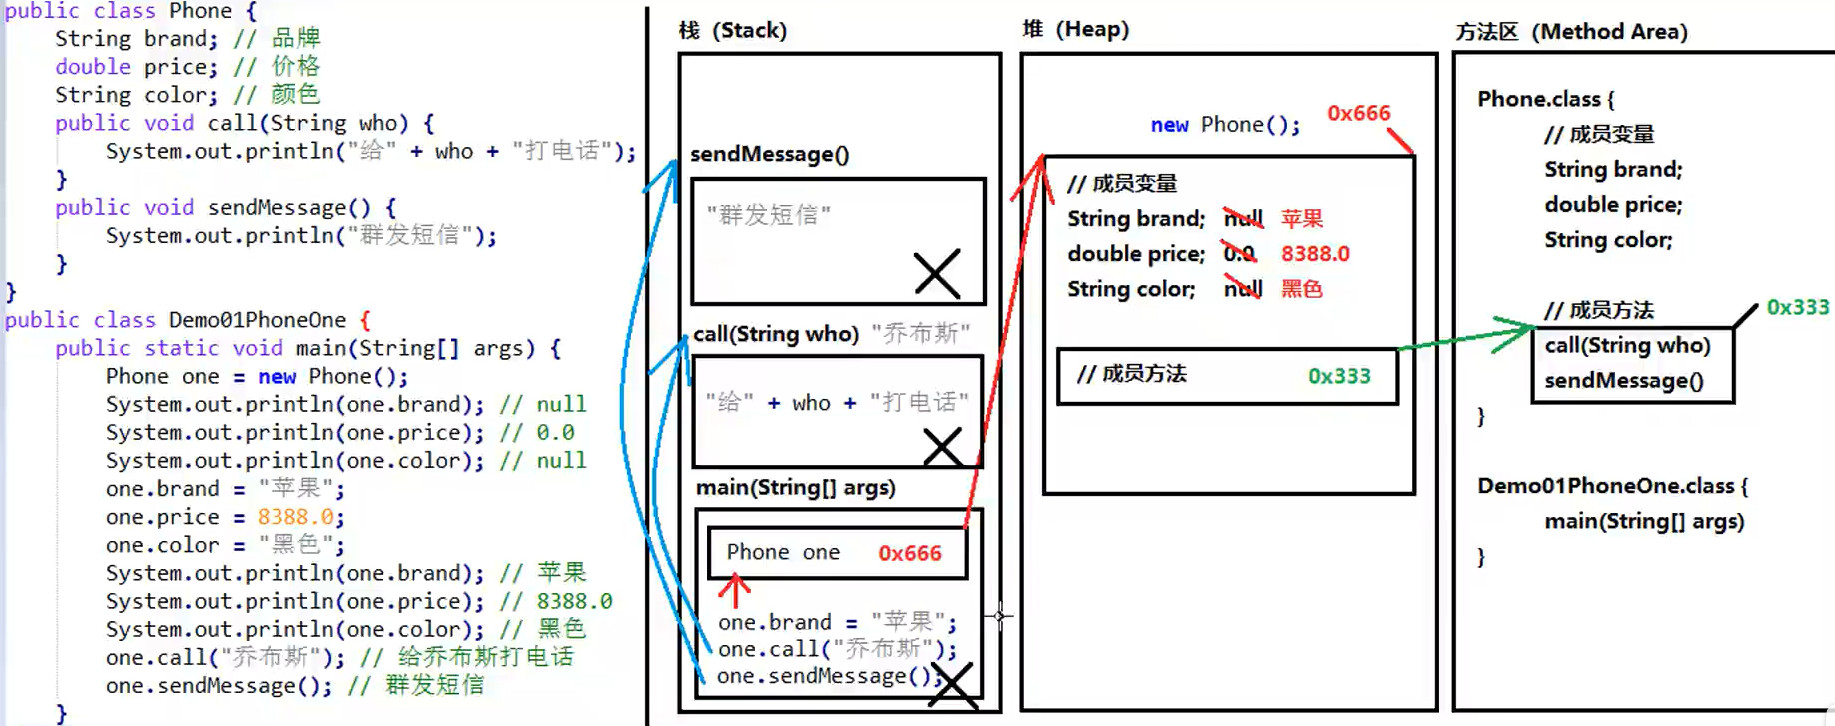 public class Phone {
String brand; // 品牌
double price; // 价格
String color; // 颜色
public void call(String who) {
System.out.println("给" + who + "打电话");
}
public void sendMessage() {
System.out.println("群发短信");
}
}
public class Demo01PhoneOne {
public static void main(String[] args) {
Phone one = new Phone();
System.out.println(one.brand); // null
System.out.println(one.price); // 0.0
System.out.println(one.color); // null
one.brand = "苹果";
one.price = 8388.0;
one.color = "黑色";
System.out.println(one.brand); // 苹果
System.out.println(one.price); // 8388.0
System.out.println(one.color); // 黑色
one.call("乔布斯"); // 给乔布斯打电话
one.sendMessage(); // 群发短信
}
栈 (Stack)
sendMessage()
"群发短信"
call(String who) "乔布斯"
"给" + who + "打电话"
main(String[] args)
Phone one 0x666
one.brand = "苹果";
one.call("乔布斯");
one.sendMessage();
堆 (Heap)
new Phone(); 0x666
// 成员变量
String brand; null 苹果
double price; 0.0 8388.0
String color; null 黑色
// 成员方法 0x333
方法区 (Method Area)
Phone.class {
// 成员变量
String brand;
double price;
String color;
// 成员方法 0x333
call(String who)
sendMessage()
}
Demo01PhoneOne.class {
main(String[] args)
}